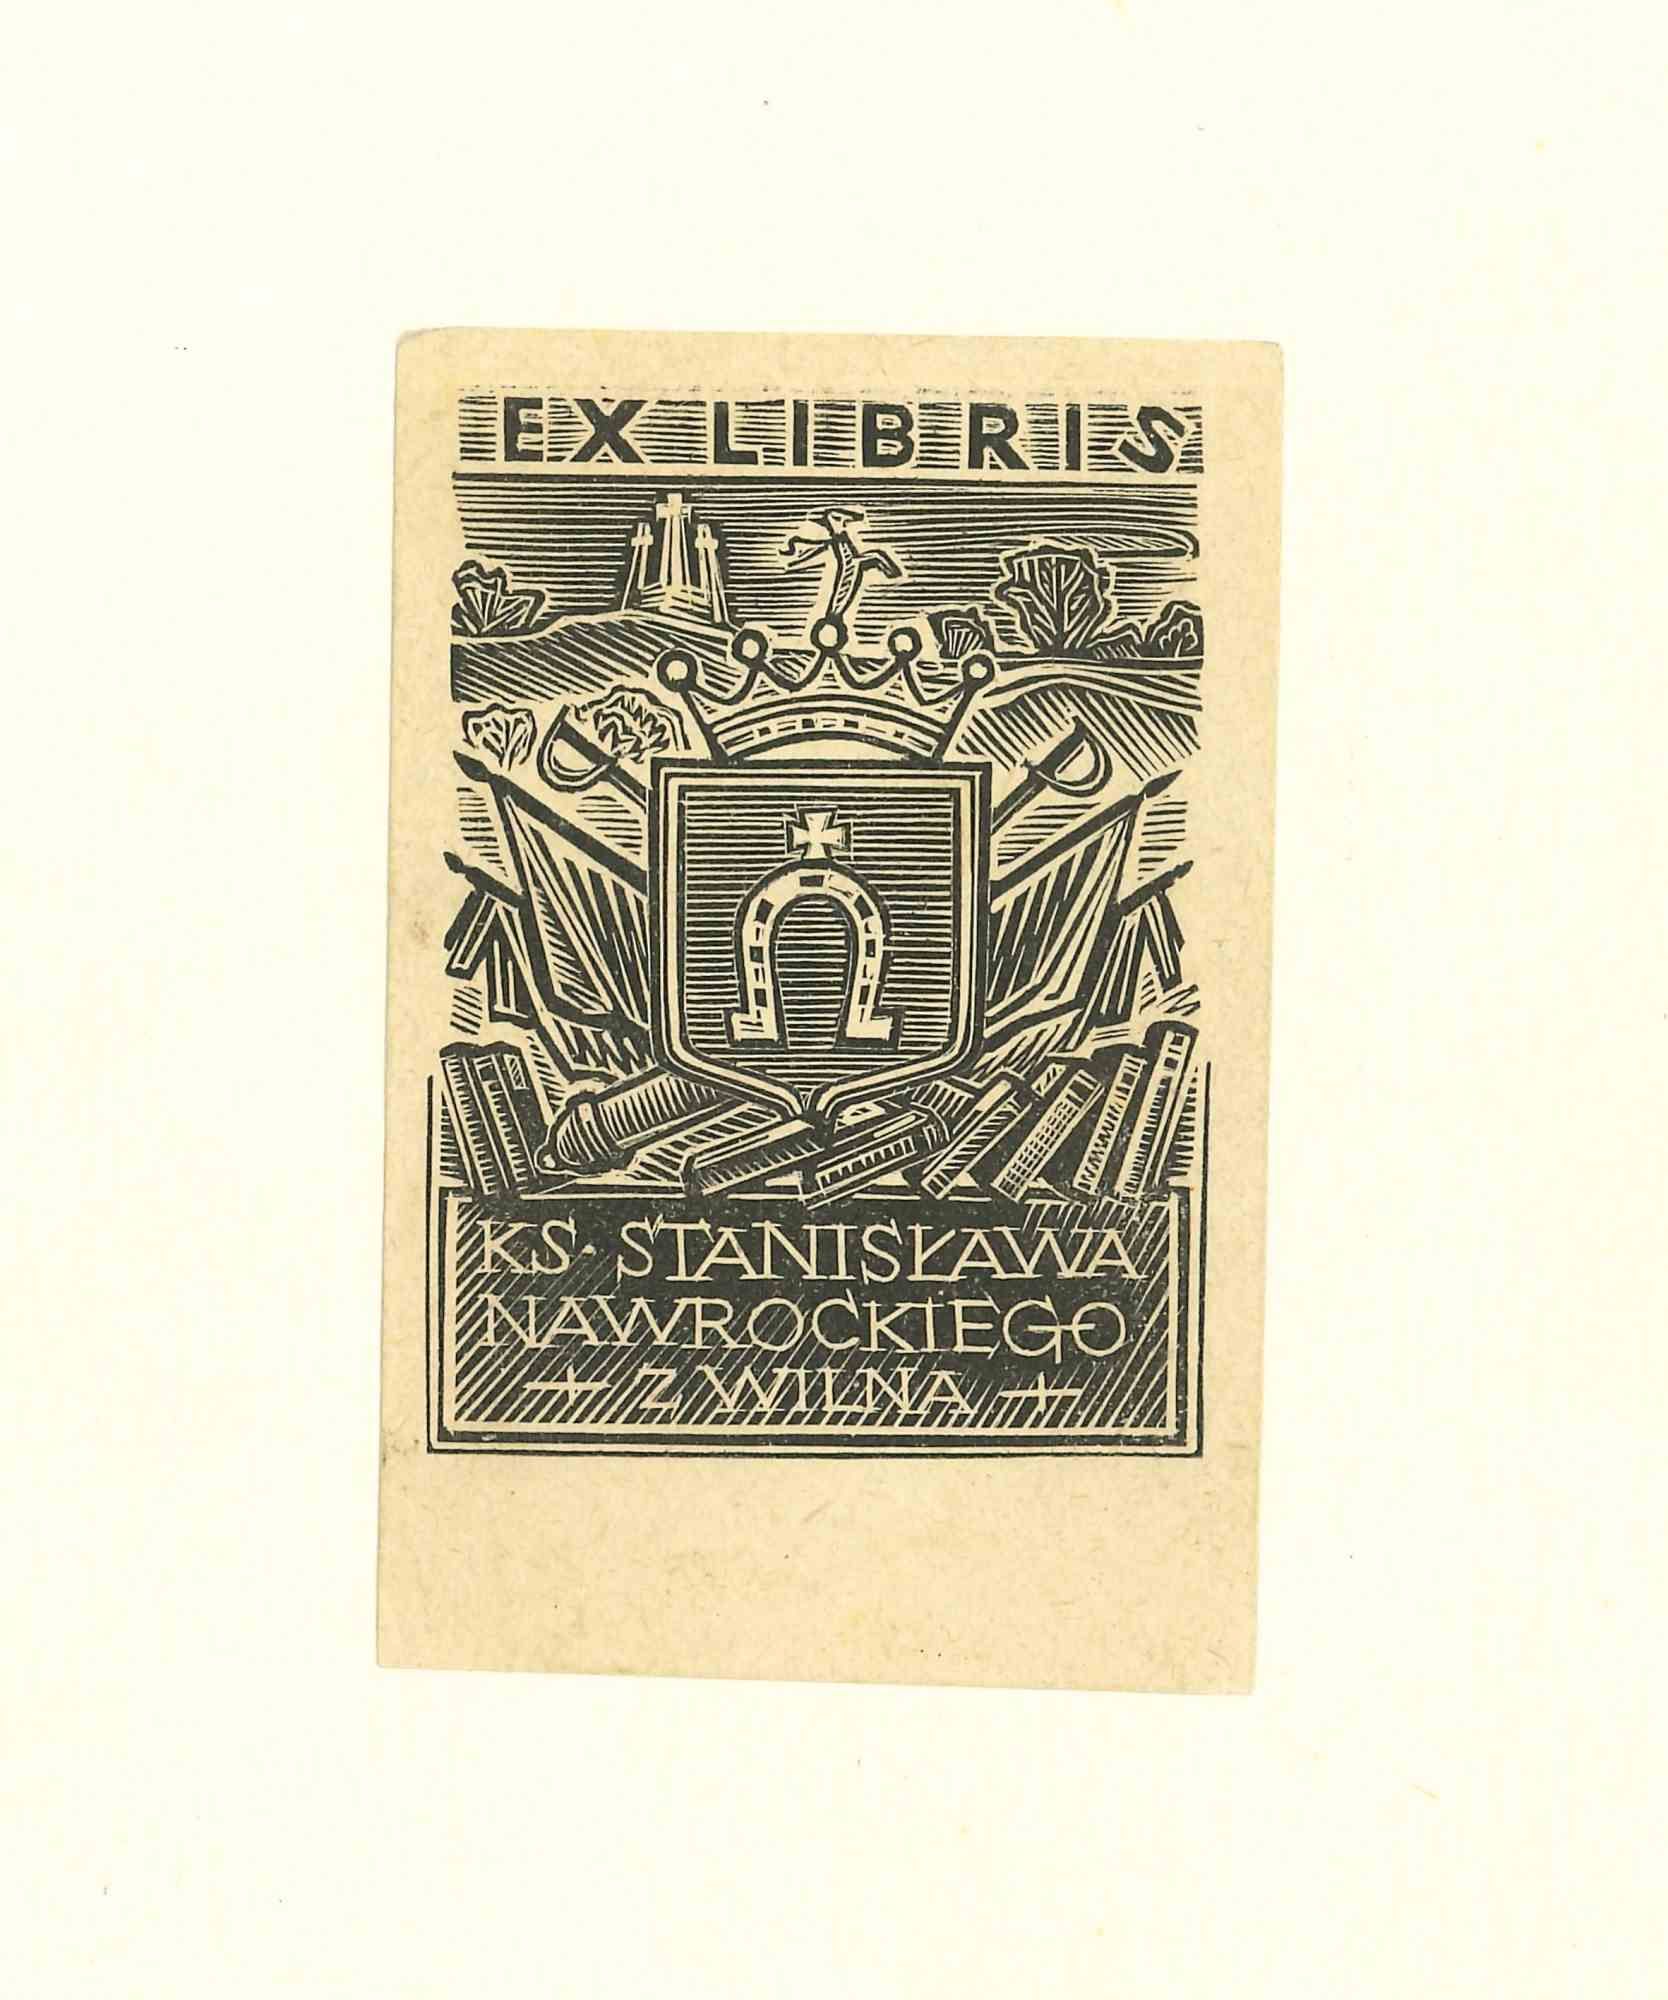 EX LIBRIS
KS. STANISŁAWA
NAWROCKIEGO
+ Z WILNA +